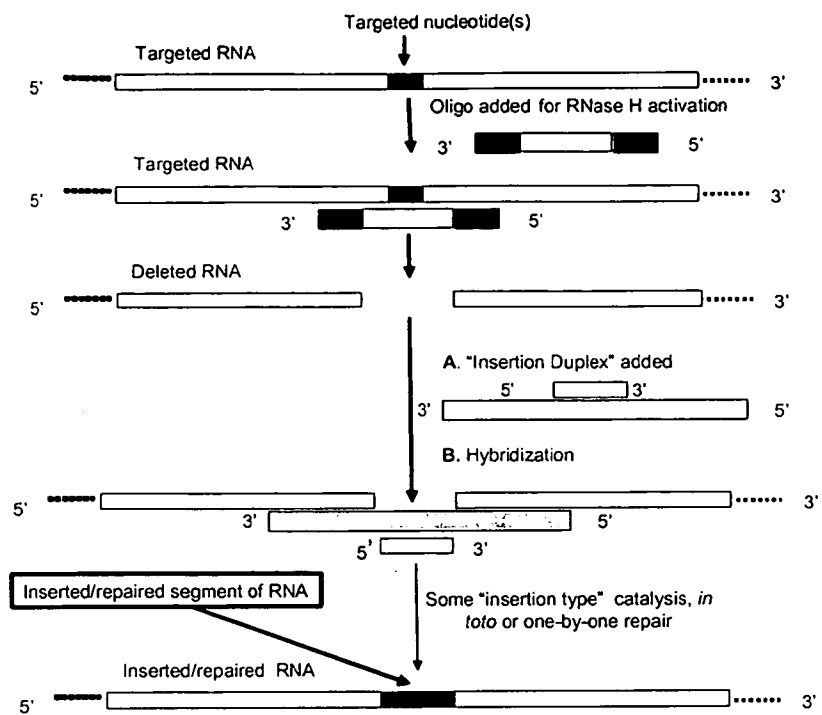 Targeted nucleotide(s)
Targeted RNA
5' 3'
Oligo added for RNase H activation
3' 5'
Targeted RNA
5' 3'
3' 5'
Deleted RNA
5' 3'
A. "Insertion Duplex" added
5' 3'
3' 5'
B. Hybridization
5' 3'
3' 5'
5' 3'
Inserted/repaired segment of RNA
Some "insertion type" catalysis, in
toto or one-by-one repair
Inserted/repaired RNA
5' 3'